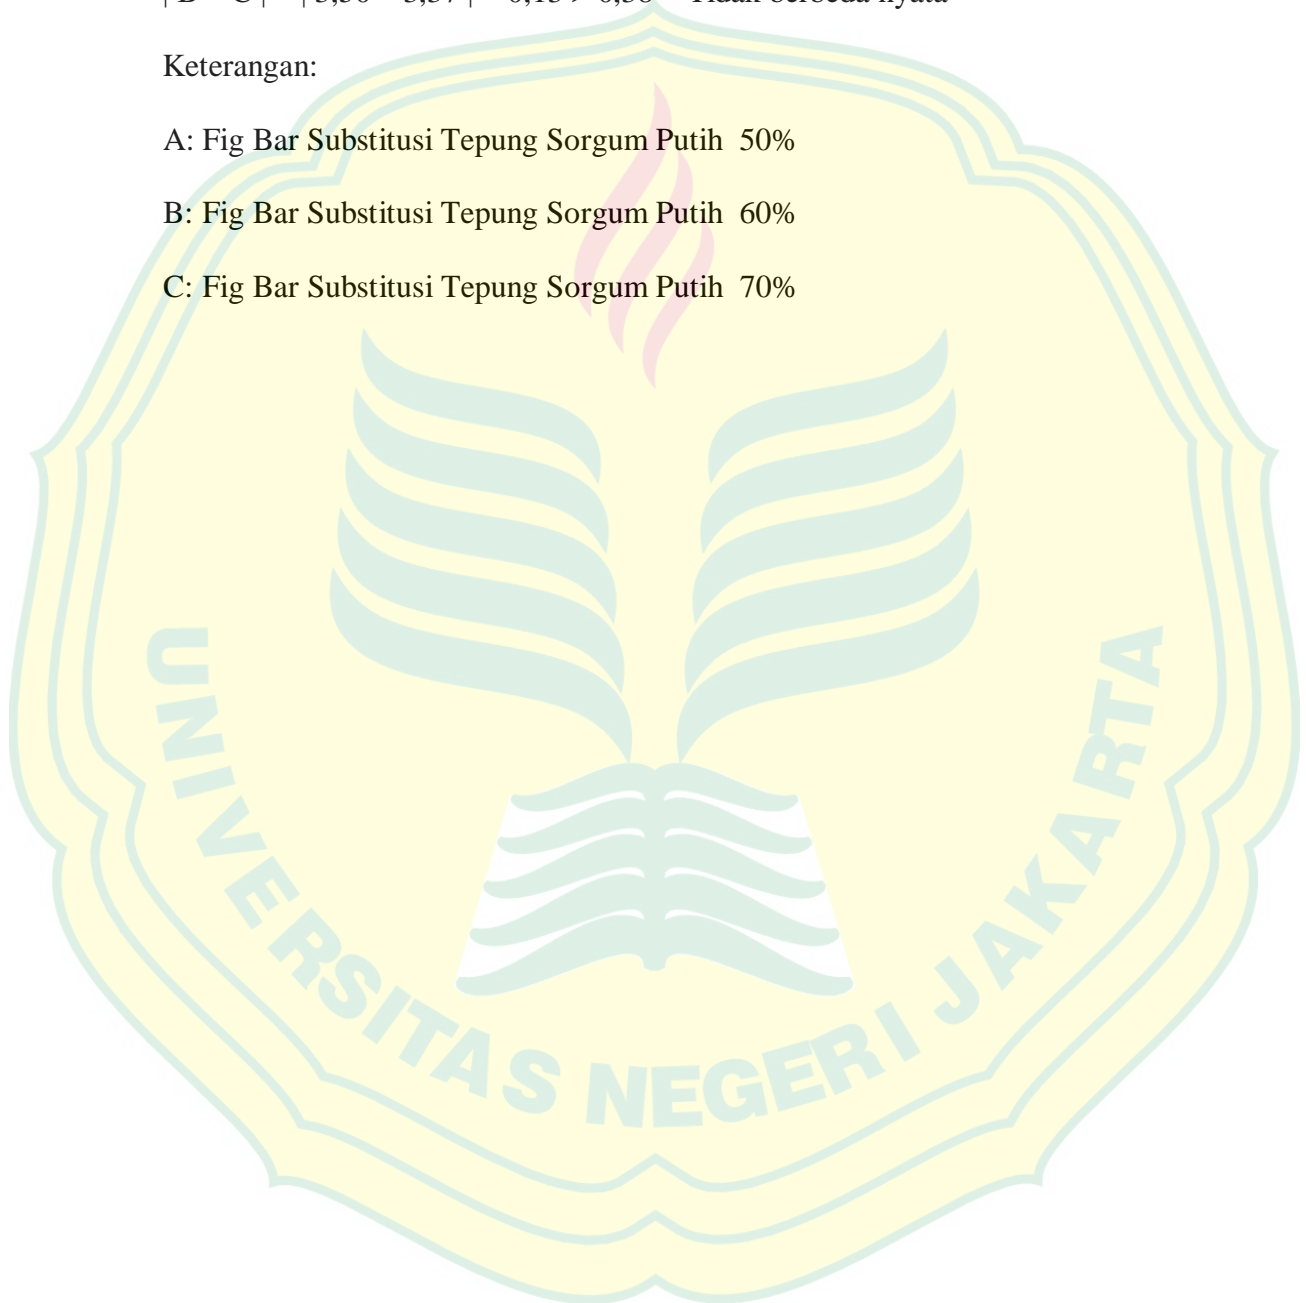 Keterangan:
A: Fig Bar Substitusi Tepung Sorgum Putih 50%
B: Fig Bar Substitusi Tepung Sorgum Putih 60%
C: Fig Bar Substitusi Tepung Sorgum Putih 70%
UNIVERSITAS NEGERI JAKARTA